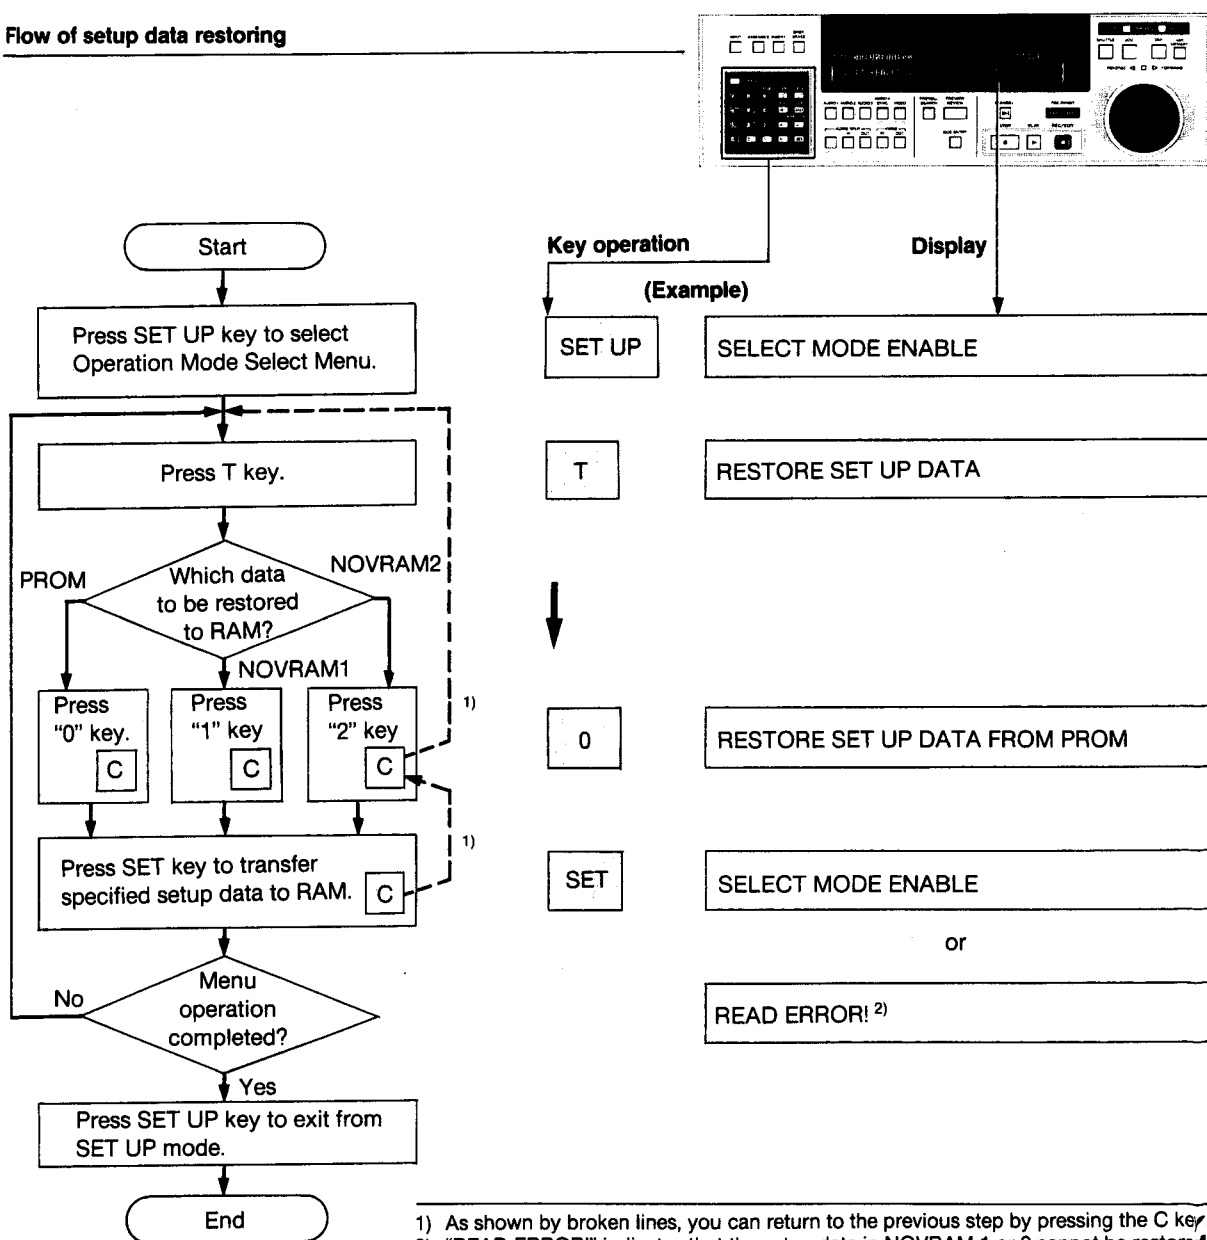 Flow of setup data restoring
Key operation
Display
(Example)
Start
Press SET UP key to select
Operation Mode Select Menu.
SET UP
SELECT MODE ENABLE
Press T key.
T
RESTORE SET UP DATA
PROM
NOVRAM2
Which data
to be restored
to RAM?
NOVRAM1
Press
"0" key.
C
Press
"1" key
C
Press
"2" key
C
1)
0
RESTORE SET UP DATA FROM PROM
1)
Press SET key to transfer
specified setup data to RAM.
C
SET
SELECT MODE ENABLE
or
READ ERROR! 2)
No
Menu
operation
completed?
Yes
Press SET UP key to exit from
SET UP mode.
End
1) As shown by broken lines, you can return to the previous step by pressing the C key